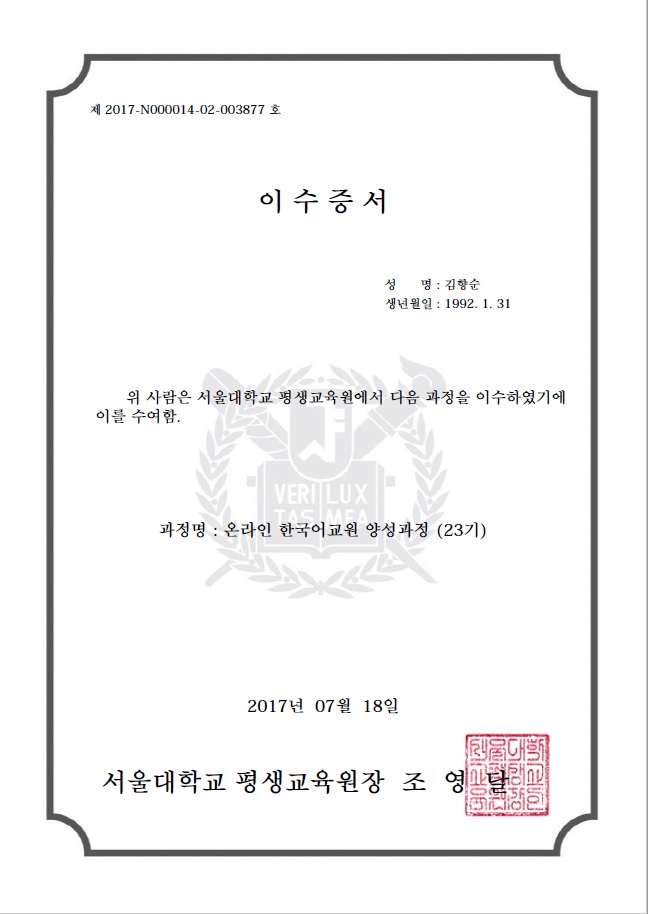 제 2017-N000014-02-003877 호
이 수 증 서
성 명 : 김향순
생년월일 : 1992. 1. 31
위 사람은 서울대학교 평생교육원에서 다음 과정을 이수하였기에
이를 수여함.
VERI LUX
TAS MEA
과정명 : 온라인 한국어교원 양성과정 (23기)
2017년 07월 18일
서울대학교 평생교육원장 조 영 달